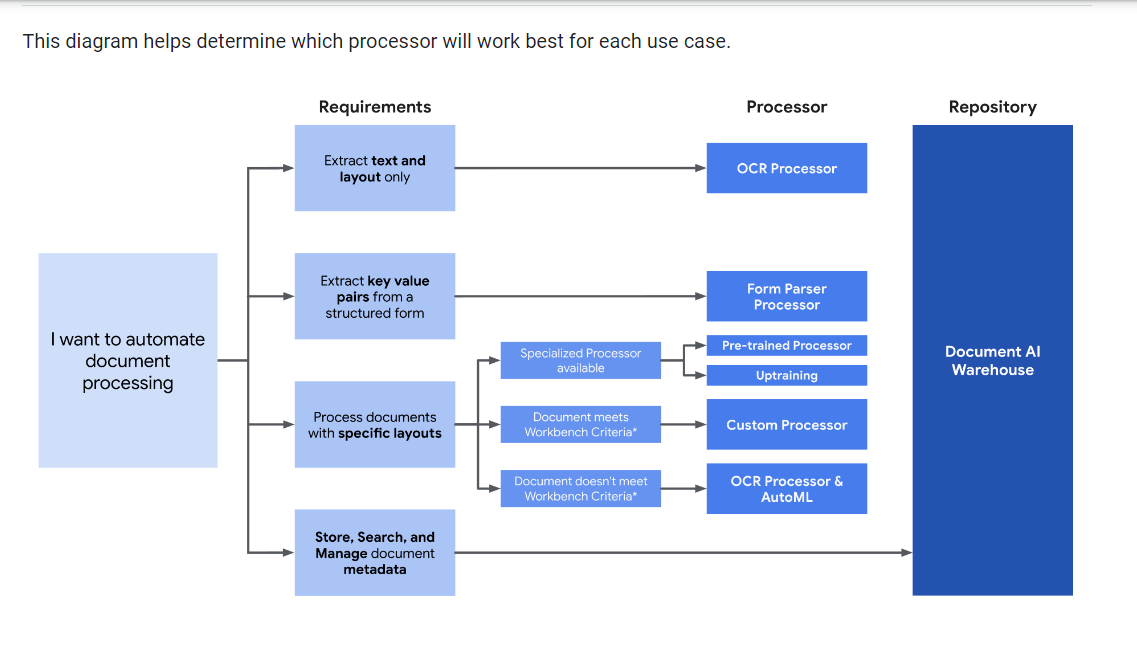 This diagram helps determine which processor will work best for each use case.
Requirements
Processor
Repository
Extract text and
layout only
OCR Processor
Extract key value
pairs from a
structured form
Form Parser
Processor
I want to automate
document
processing
Specialized Processor
available
Pre-trained Processor
Uptraining
Document AI
Warehouse
Process documents
with specific layouts
Document meets
Workbench Criteria*
Custom Processor
Document doesn't meet
Workbench Criteria*
OCR Processor &
AutoML
Store, Search, and
Manage document
metadata